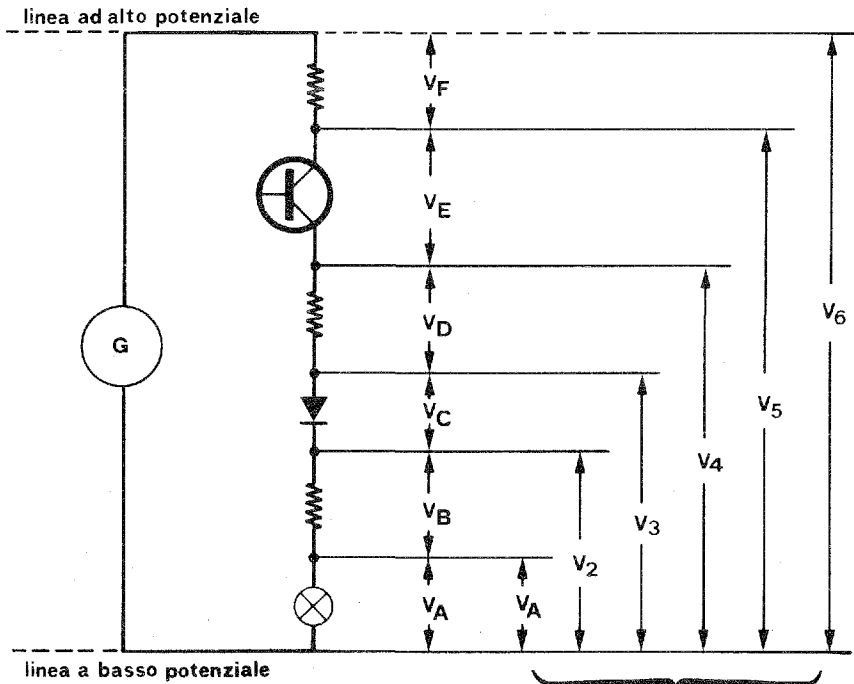 linea ad alto potenziale
V_F
V_E
V_6
V_D
G
V_5
V_C
V_4
V_B
V_3
V_2
V_A V_A
linea a basso potenziale